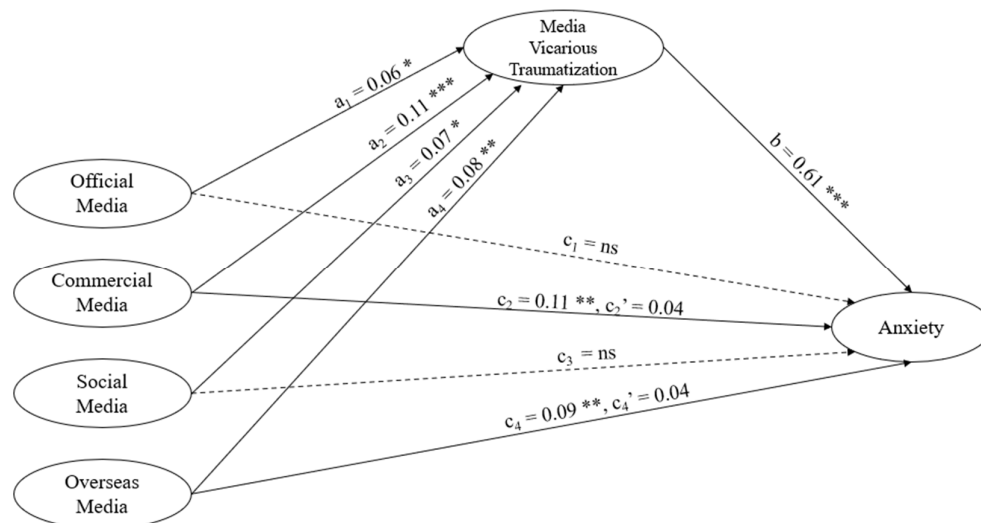 Media
Vicarious
Traumatization
a₁ = 0.06 *
a₂ = 0.11 ***
a₃ = 0.07 *
a₄ = 0.08 **
b = 0.61 ***
Official
Media
c₁ = ns
Commercial
Media
c₂ = 0.11 **, c₂’ = 0.04
Anxiety
Social
Media
c₃ = ns
c₄ = 0.09 **, c₄’ = 0.04
Overseas
Media